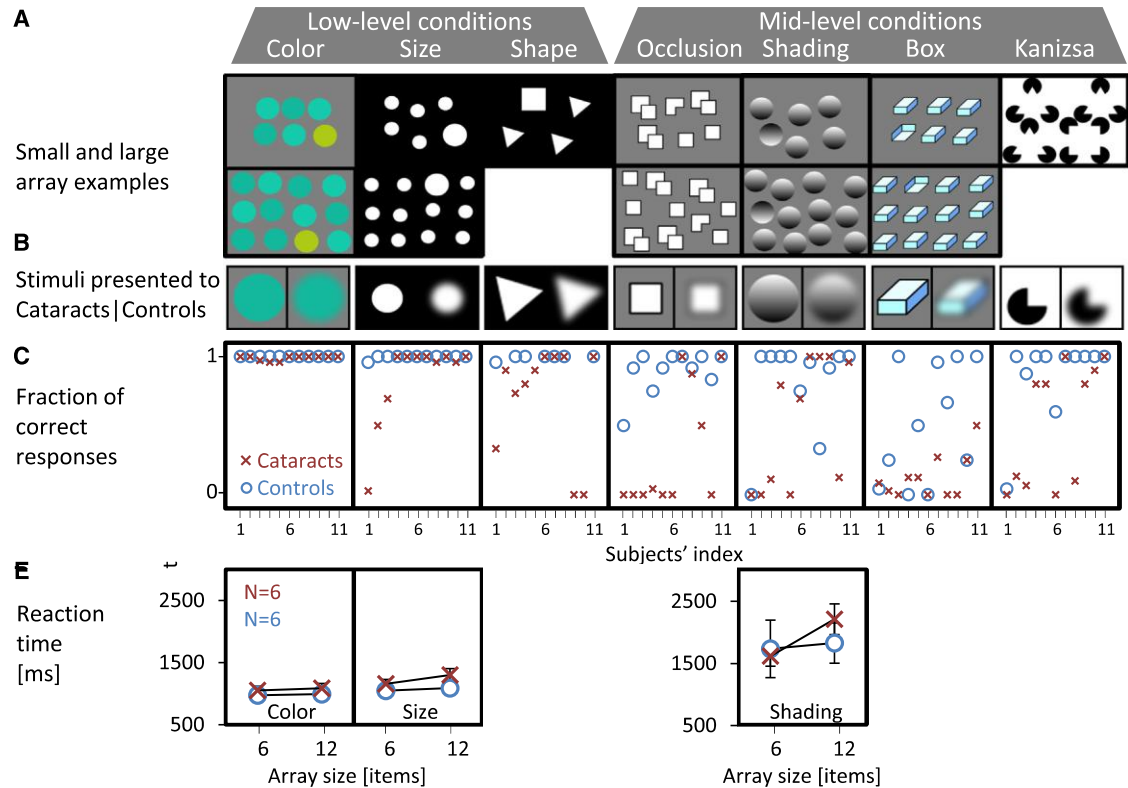 A
Low-level conditions
Mid-level conditions
Color
Size
Shape
Occlusion
Shading
Box
Kanizsa
Small and large
array examples
B
Stimuli presented to
Cataracts|Controls
C
Fraction of
correct
responses
1
0
Cataracts
Controls
1 6 11
1 6 11
1 6 11
1 6 11
1 6 11
1 6 11
1 6 11
Subjects' index
E
Reaction
time
[ms]
2500
1500
500
N=6
N=6
Color
Size
6 12
6 12
Array size [items]
2500
1500
500
Shading
6 12
Array size [items]